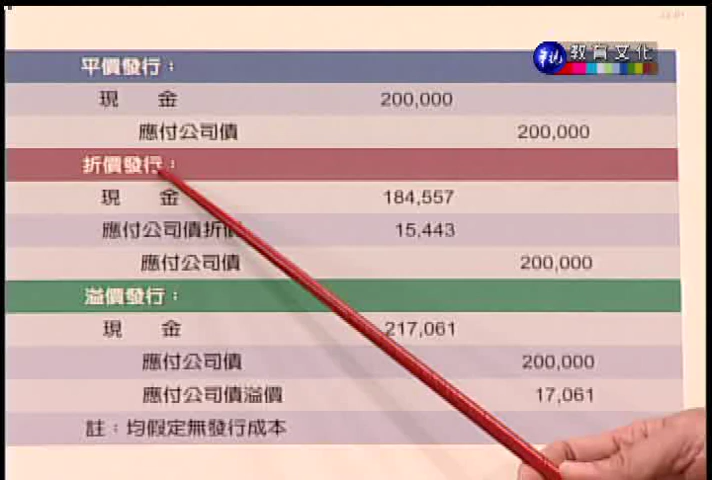 華視 教育文化
平價發行：
現 金 200,000
應付公司債 200,000
折價發行：
現 金 184,557
應付公司債折價 15,443
應付公司債 200,000
溢價發行：
現 金 217,061
應付公司債 200,000
應付公司債溢價 17,061
註：均假定無發行成本